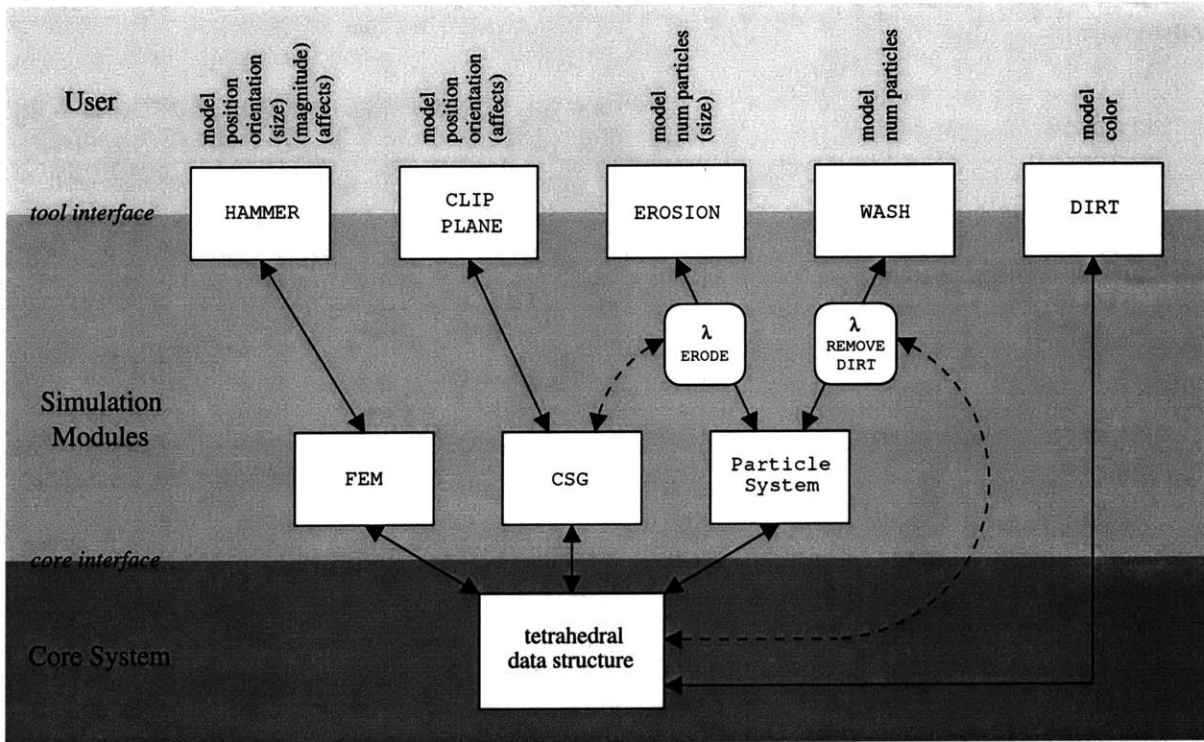 User
model
position
orientation
(size)
(magnitude)
(affects)
model
position
orientation
(affects)
model
num particles
(size)
model
num particles
model
color
tool interface
HAMMER
CLIP
PLANE
EROSION
WASH
DIRT
λ
ERODE
λ
REMOVE
DIRT
Simulation
Modules
FEM
CSG
Particle
System
core interface
Core System
tetrahedral
data structure